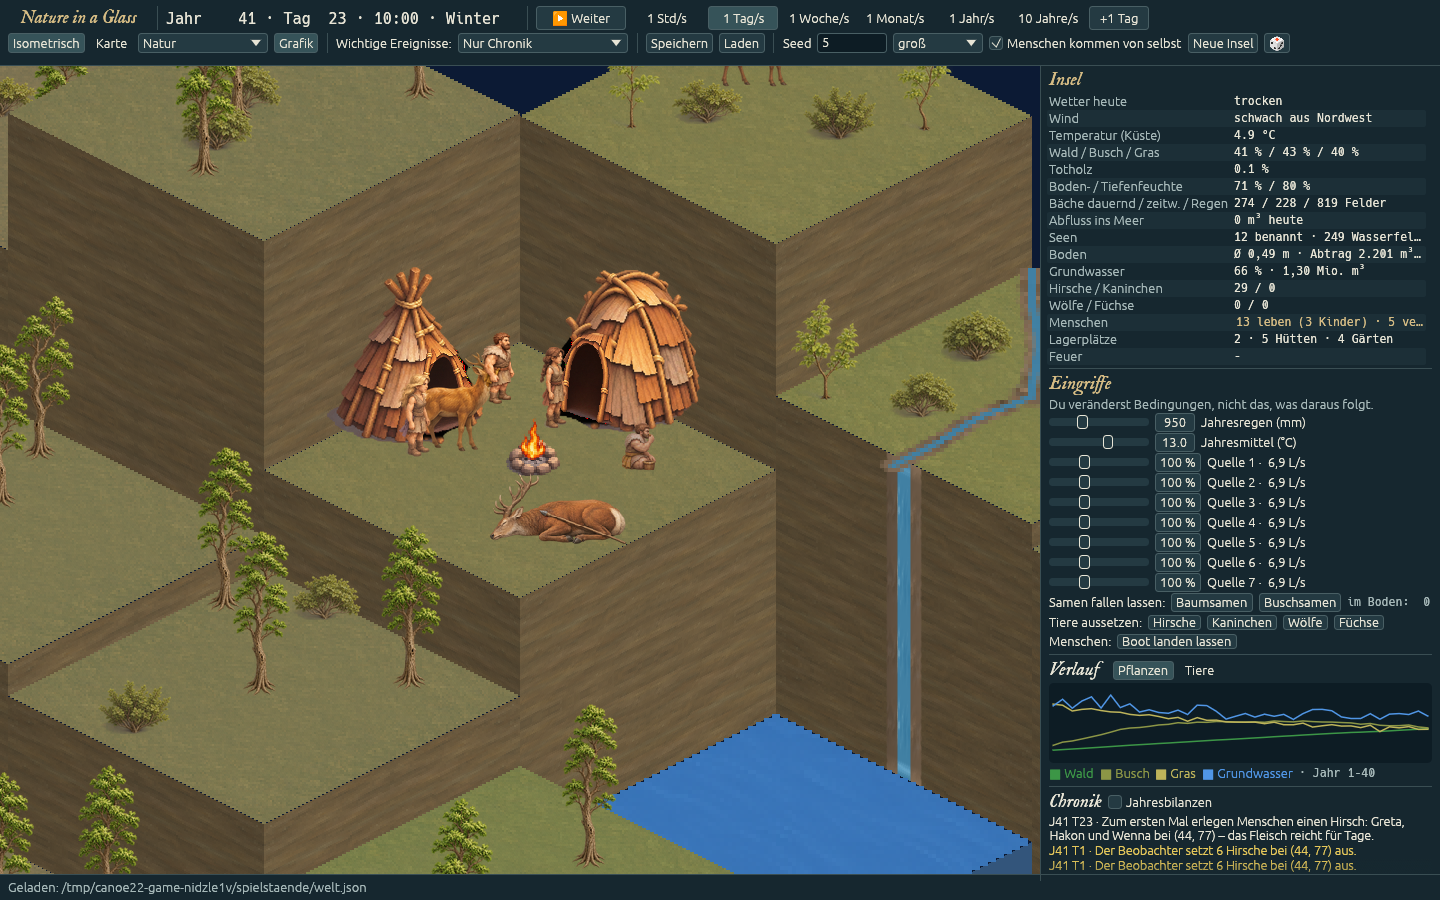 Nature in a Glass
Jahr 41 · Tag 23 · 10:00 · Winter
▶ Weiter
1 Std/s
1 Tag/s
1 Woche/s
1 Monat/s
1 Jahr/s
10 Jahre/s
+1 Tag
Isometrisch
Karte
Natur
Grafik
Wichtige Ereignisse:
Nur Chronik
Speichern
Laden
Seed
5
groß
Menschen kommen von selbst
Neue Insel
Insel
Wetter heute trocken
Wind schwach aus Nordwest
Temperatur (Küste) 4.9 °C
Wald / Busch / Gras 41 % / 43 % / 40 %
Totholz 0.1 %
Boden- / Tiefenfeuchte 71 % / 80 %
Bäche dauernd / zeitw. / Regen 274 / 228 / 819 Felder
Abfluss ins Meer 0 m³ heute
Seen 12 benannt · 249 Wasserfel…
Boden Ø 0,49 m · Abtrag 2.201 m³…
Grundwasser 66 % · 1,30 Mio. m³
Hirsche / Kaninchen 29 / 0
Wölfe / Füchse 0 / 0
Menschen 13 leben (3 Kinder) · 5 ve…
Lagerplätze 2 · 5 Hütten · 4 Gärten
Feuer -
Eingriffe
Du veränderst Bedingungen, nicht das, was daraus folgt.
950 Jahresregen (mm)
13.0 Jahresmittel (°C)
100 % Quelle 1 · 6,9 L/s
100 % Quelle 2 · 6,9 L/s
100 % Quelle 3 · 6,9 L/s
100 % Quelle 4 · 6,9 L/s
100 % Quelle 5 · 6,9 L/s
100 % Quelle 6 · 6,9 L/s
100 % Quelle 7 · 6,9 L/s
Samen fallen lassen: Baumsamen Buschsamen im Boden: 0
Tiere aussetzen: Hirsche Kaninchen Wölfe Füchse
Menschen: Boot landen lassen
Verlauf Pflanzen Tiere
Wald Busch Gras Grundwasser · Jahr 1-40
Chronik Jahresbilanzen
J41 T23 · Zum ersten Mal erlegen Menschen einen Hirsch: Greta,
Hakon und Wenna bei (44, 77) – das Fleisch reicht für Tage.
J41 T1 · Der Beobachter setzt 6 Hirsche bei (44, 77) aus.
J41 T1 · Der Beobachter setzt 6 Hirsche bei (44, 77) aus.
Geladen: /tmp/canoe22-game-nidzle1v/spielstaende/welt.json